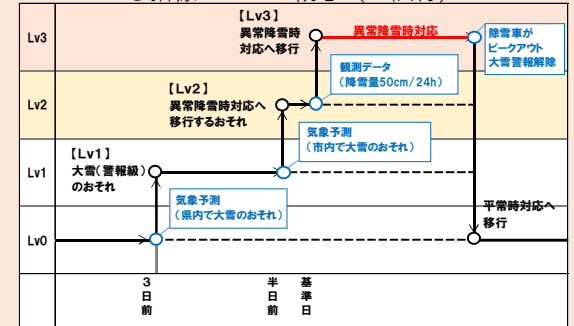 【Lv3】
異常降雪時
対応へ移行
異常降雪時対応
除雪車が
ピークアウト
大雪警報解除
Lv3
観測データ
(降雪量50cm/24h)
【Lv2】
異常降雪時対応へ
移行するおそれ
Lv2
気象予測
(市内で大雪のおそれ)
【Lv1】
大雪(警報級)
のおそれ
Lv1
気象予測
(県内で大雪のおそれ)
平常時対応へ
移行
Lv0
3日前
半日前
基準日